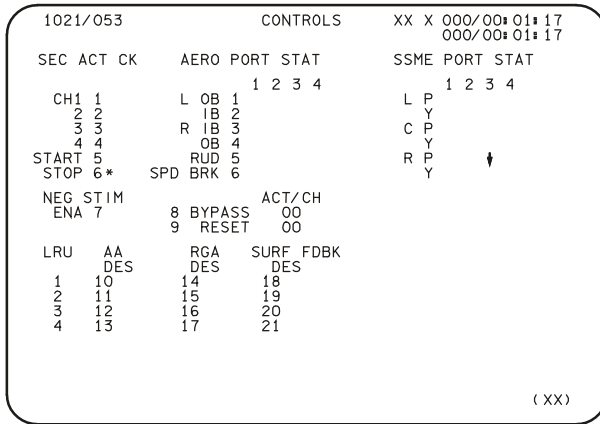 1021/053 CONTROLS XX X 000/00:01:17
000/00:01:17
SEC ACT CK AERO PORT STAT SSME PORT STAT
1 2 3 4 1 2 3 4
CH1 1 L OB 1 L P
2 2 IB 2 Y
3 3 R IB 3 C P
4 4 OB 4 Y
START 5 RUD 5 R P ↓
STOP 6* SPD BRK 6 Y
NEG STIM ACT/CH
ENA 7 8 BYPASS 00
9 RESET 00
LRU AA RGA SURF FDBK
DES DES DES
1 10 14 18
2 11 15 19
3 12 16 20
4 13 17 21
(XX)